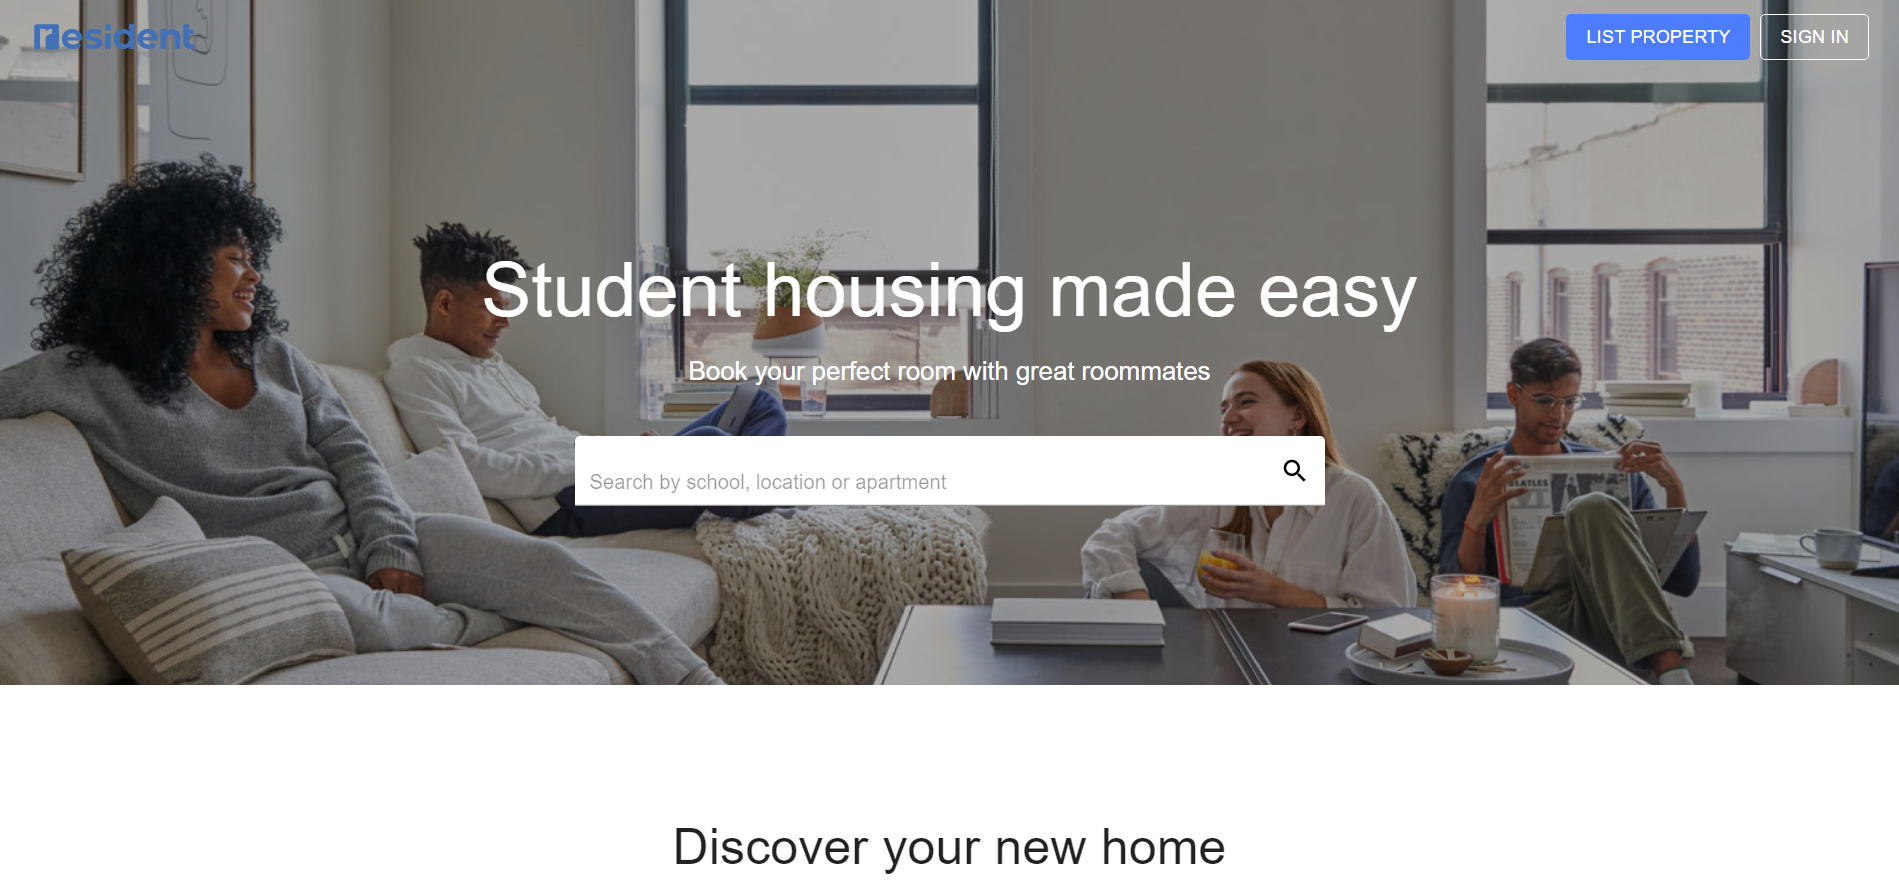 resident
LIST PROPERTY
SIGN IN
Student housing made easy
Book your perfect room with great roommates
Search by school, location or apartment
BEATLES
Discover your new home